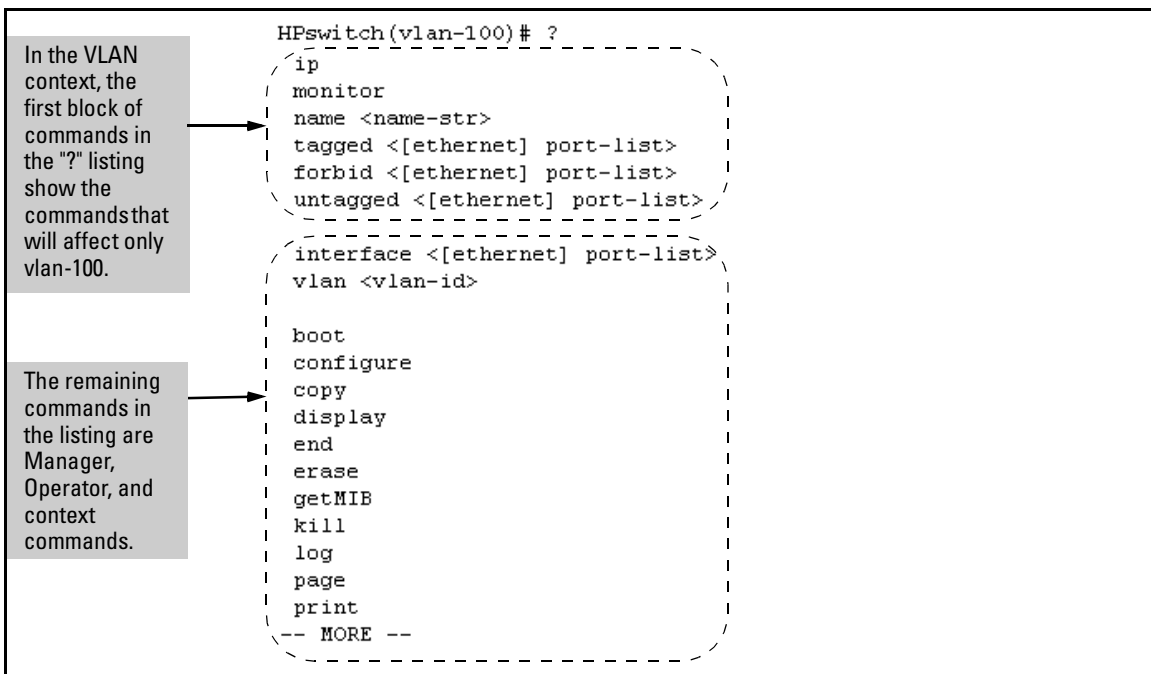 HPswitch(vlan-100)# ?
In the VLAN
context, the
first block of
commands in
the "?" listing
show the
commands that
will affect only
vlan-100.
ip
monitor
name <name-str>
tagged <[ethernet] port-list>
forbid <[ethernet] port-list>
untagged <[ethernet] port-list>
interface <[ethernet] port-list>
vlan <vlan-id>
The remaining
commands in
the listing are
Manager,
Operator, and
context
commands.
boot
configure
copy
display
end
erase
getMIB
kill
log
page
print
-- MORE --